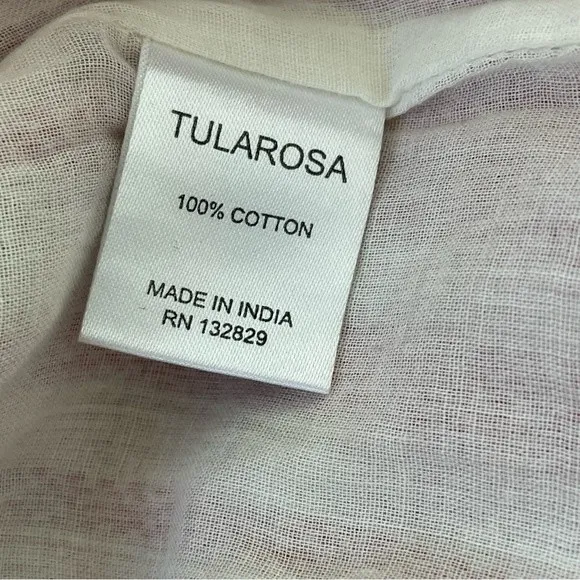 TULAROSA
100% COTTON
MADE IN INDIA
RN 132829